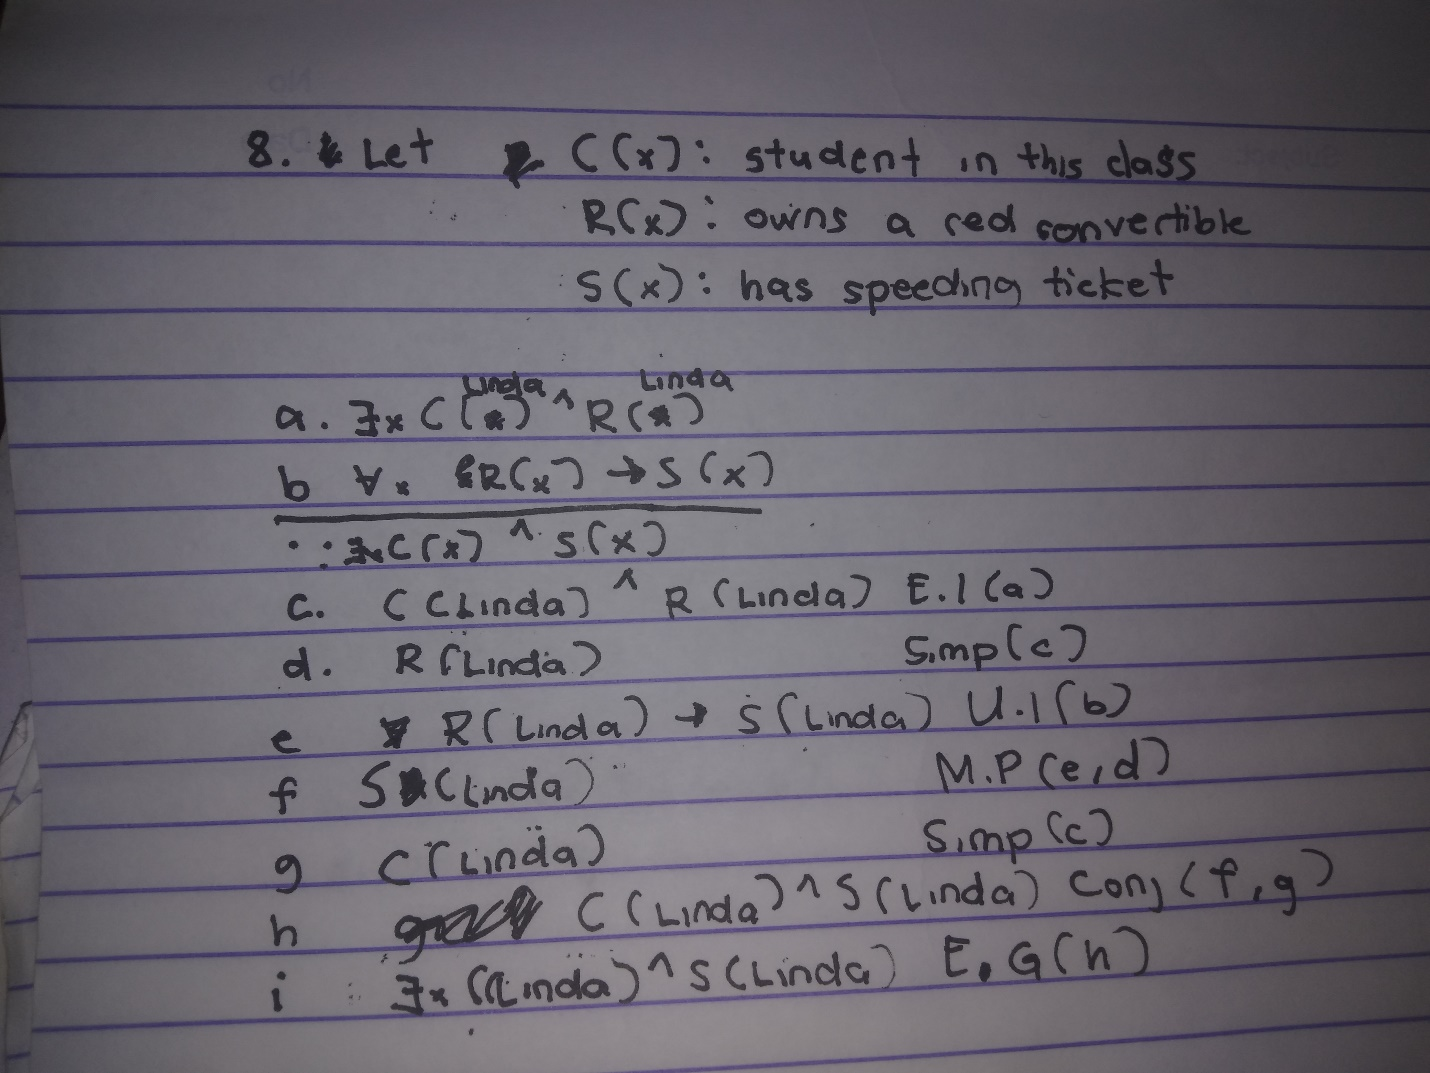 8. Let C(x): student in this class
R(x): owns a red convertible
S(x): has speeding ticket
Linda Linda
a. ∃x C(x) ^ R(x)
b ∀x R(x) → S(x)
∴ ∃x C(x) ^ S(x)
c. C(Linda) ^ R(Linda) E.I(a)
d. R(Linda) Simp(c)
e R(Linda) → S(Linda) U.I(b)
f S(Linda) M.P(e,d)
g C(Linda) Simp(c)
h C(Linda) ^ S(Linda) Conj(f,g)
i ∃x C(Linda) ^ S(Linda) E.G(h)